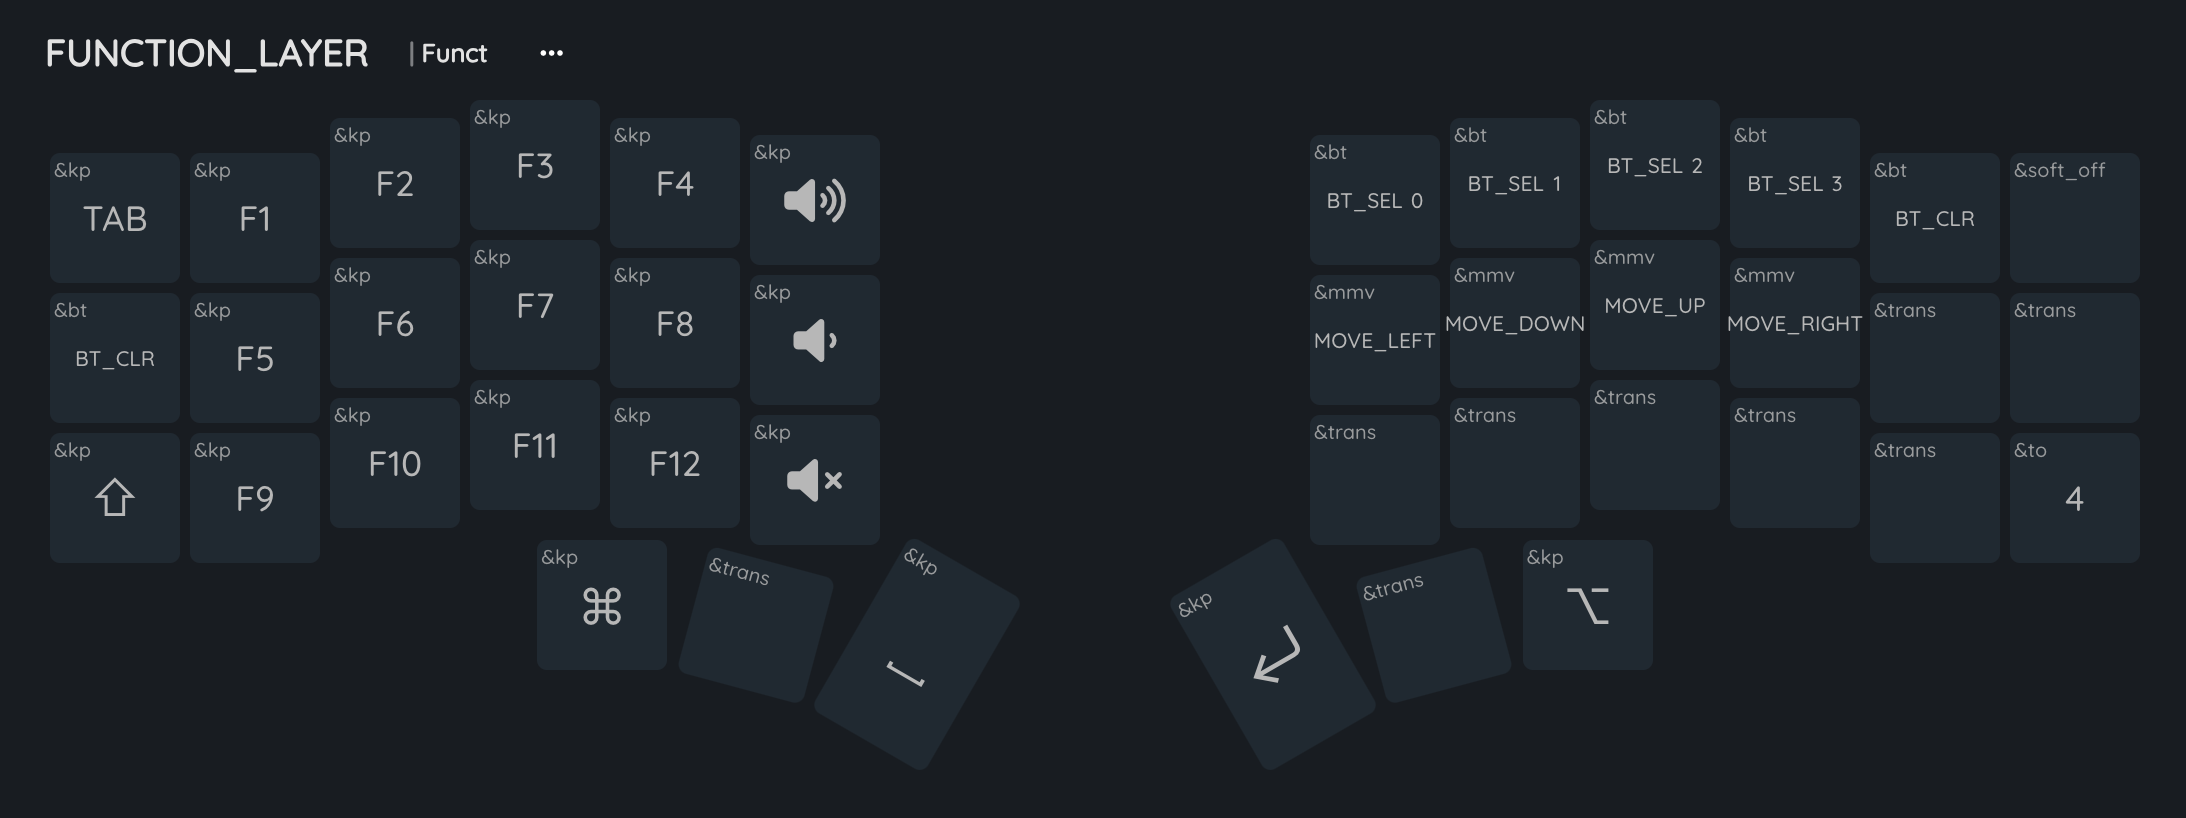 FUNCTION_LAYER | Funct ...
&kp TAB &kp F1 &kp F2 &kp F3 &kp F4 &kp
&bt BT_SEL 0 &bt BT_SEL 1 &bt BT_SEL 2 &bt BT_SEL 3 &bt BT_CLR &soft_off
&bt BT_CLR &kp F5 &kp F6 &kp F7 &kp F8 &kp
&mmv MOVE_LEFT &mmv MOVE_DOWN &mmv MOVE_UP &mmv MOVE_RIGHT &trans &trans
&kp ⇧ &kp F9 &kp F10 &kp F11 &kp F12 &kp
&trans &trans &trans &trans &trans &to 4
&kp ⌘ &trans &kp ⎵
&kp ↵ &trans &kp ⌥